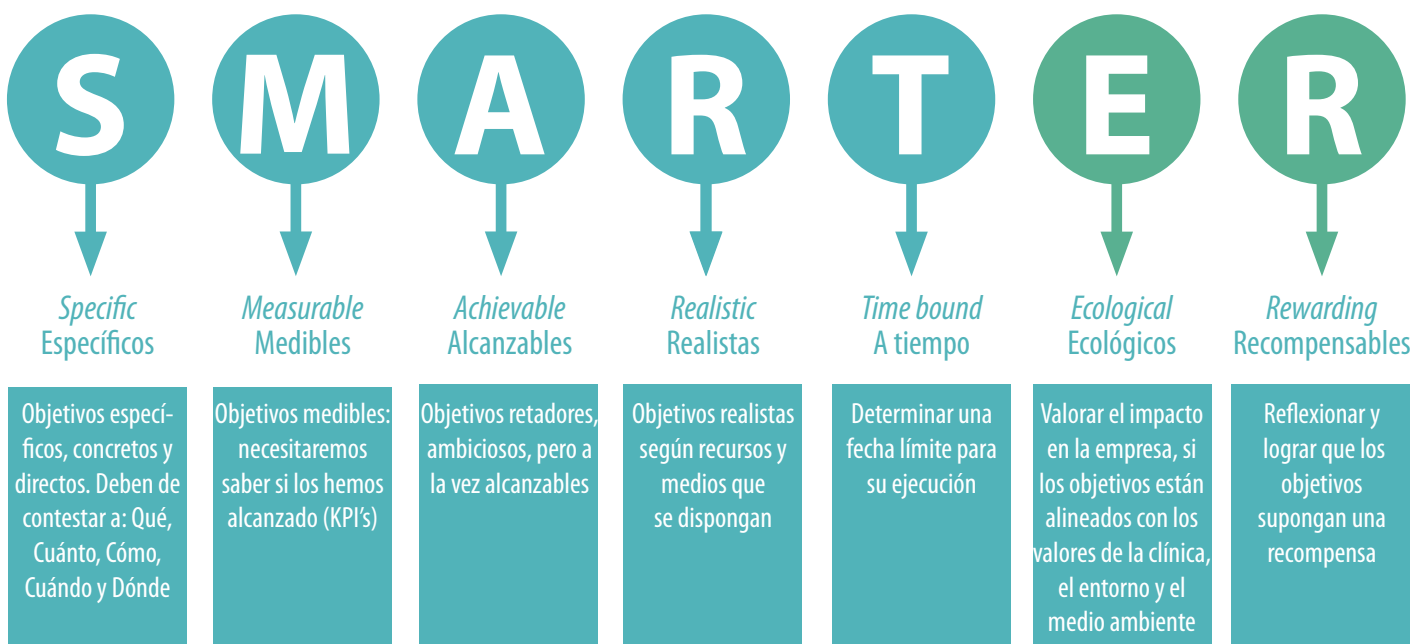 S
M
A
R
T
E
R
Specific
Específicos
Measurable
Medibles
Achievable
Alcanzables
Realistic
Realistas
Time bound
A tiempo
Ecological
Ecológicos
Rewarding
Recompensables
Objetivos especí-
ficos, concretos y
directos. Deben de
contestar a: Qué,
Cuánto, Cómo,
Cuándo y Dónde
Objetivos medibles:
necesitaremos
saber si los hemos
alcanzado (KPI's)
Objetivos retadores,
ambiciosos, pero a
la vez alcanzables
Objetivos realistas
según recursos y
medios que
se dispongan
Determinar una
fecha límite para
su ejecución
Valorar el impacto
en la empresa, si
los objetivos están
alineados con los
valores de la clínica,
el entorno y el
medio ambiente
Reflexionar y
lograr que los
objetivos
supongan una
recompensa